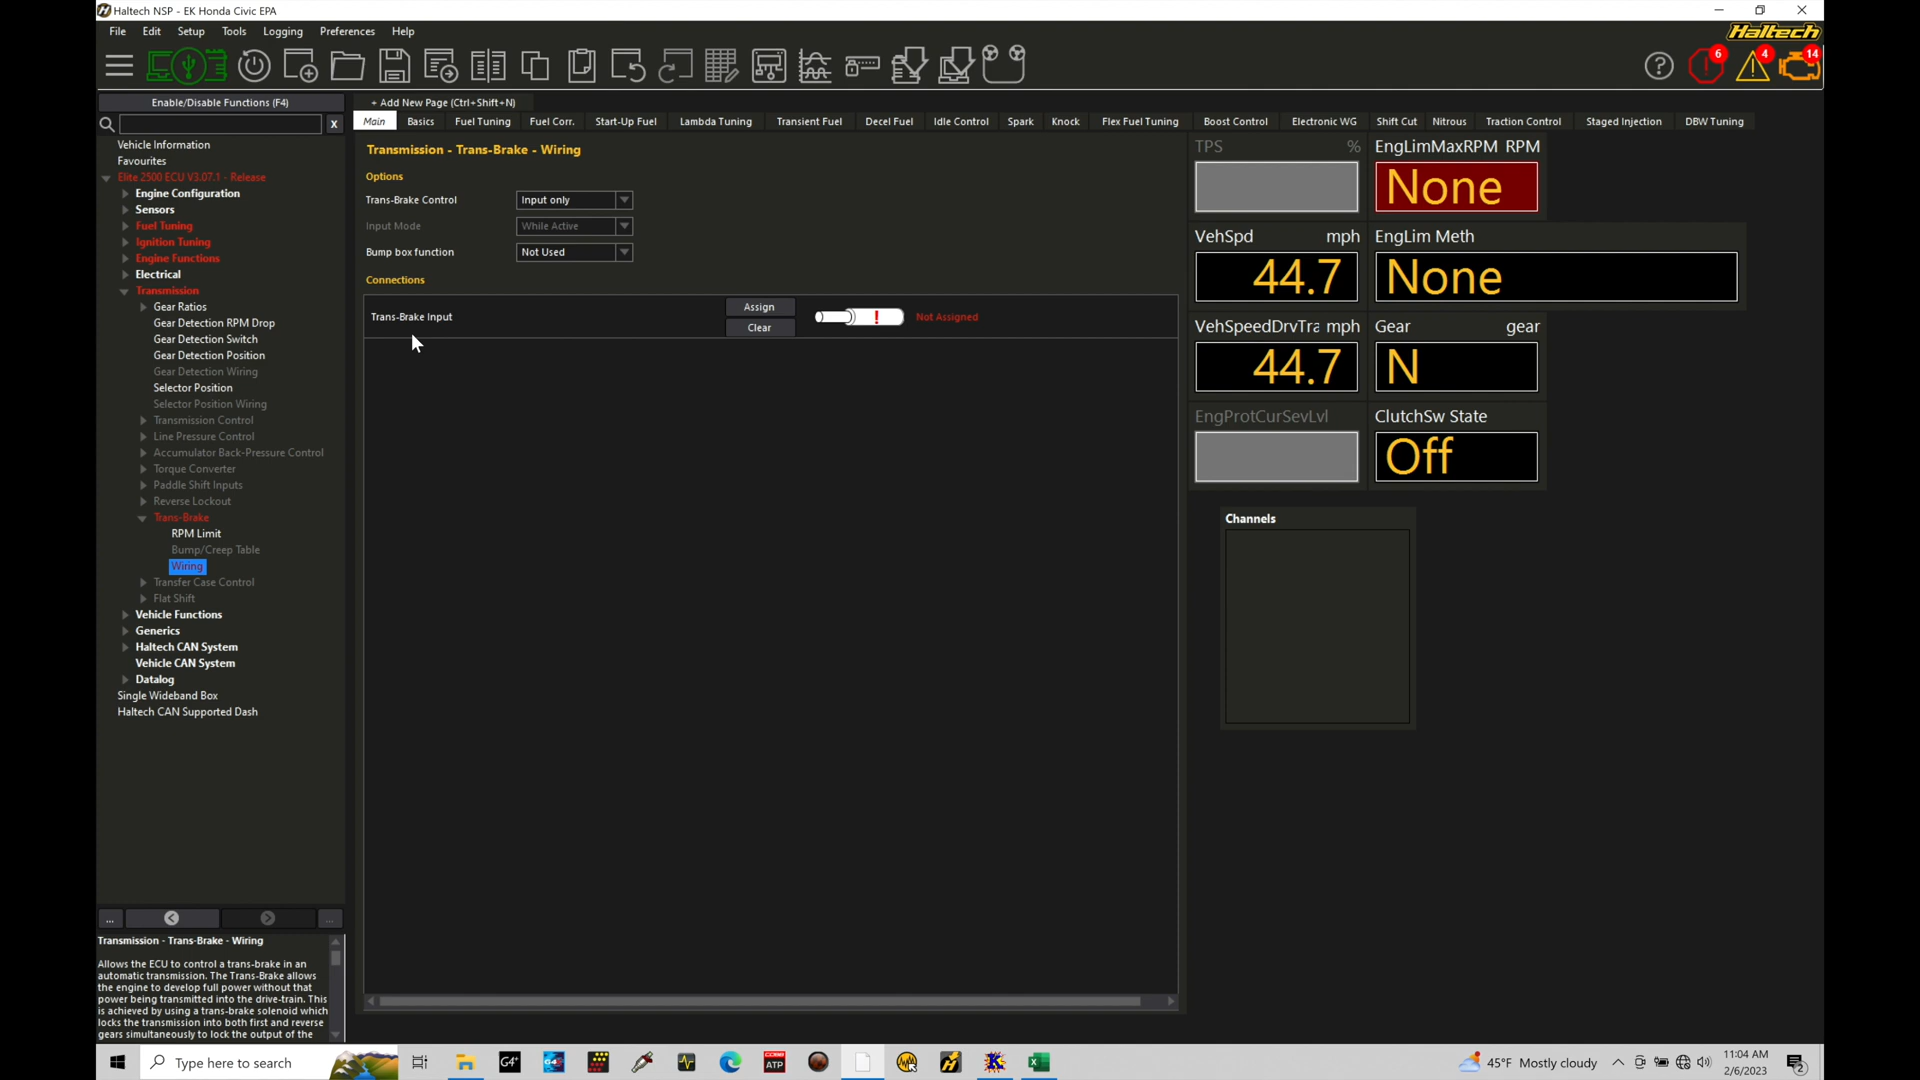 Haltech NSP - EK Honda Civic EPA
File Edit Setup Tools Logging Preferences Help
Haltech
6 4 14
Enable/Disable Functions (F4)
+ Add New Page (Ctrl+Shift+N)
X
Main Basics Fuel Tuning Fuel Corr. Start-Up Fuel Lambda Tuning Transient Fuel Decel Fuel Idle Control Spark Knock Flex Fuel Tuning Boost Control Electronic WG Shift Cut Nitrous Traction Control Staged Injection DBW Tuning
Vehicle Information
Favourites
Elite 2500 ECU V3.07.1 - Release
Engine Configuration
Sensors
Fuel Tuning
Ignition Tuning
Engine Functions
Electrical
Transmission
Gear Ratios
Gear Detection RPM Drop
Gear Detection Switch
Gear Detection Position
Gear Detection Wiring
Selector Position
Selector Position Wiring
Transmission Control
Line Pressure Control
Accumulator Back-Pressure Control
Torque Converter
Paddle Shift Inputs
Reverse Lockout
Trans-Brake
RPM Limit
Bump/Creep Table
Wiring
Transfer Case Control
Flat Shift
Vehicle Functions
Generics
Haltech CAN System
Vehicle CAN System
Datalog
Single Wideband Box
Haltech CAN Supported Dash
...
...
Transmission - Trans-Brake - Wiring
Allows the ECU to control a trans-brake in an
automatic transmission. The Trans-Brake allows
the engine to develop full power without that
power being transmitted into the drive-train. This
is achieved by using a trans-brake solenoid which
locks the transmission into both first and reverse
gears simultaneously to lock the output of the
Transmission - Trans-Brake - Wiring
Options
Trans-Brake Control Input only
Input Mode While Active
Bump box function Not Used
Connections
Trans-Brake Input Assign ! Not Assigned
Clear
TPS % EngLimMaxRPM RPM
None
VehSpd mph EngLim Meth
44.7 None
VehSpeedDrvTra mph Gear gear
44.7 N
EngProtCurSevLvl ClutchSw State
Off
Channels
Type here to search
G4+
COBB
ATP
45°F Mostly cloudy
11:04 AM
2/6/2023
2